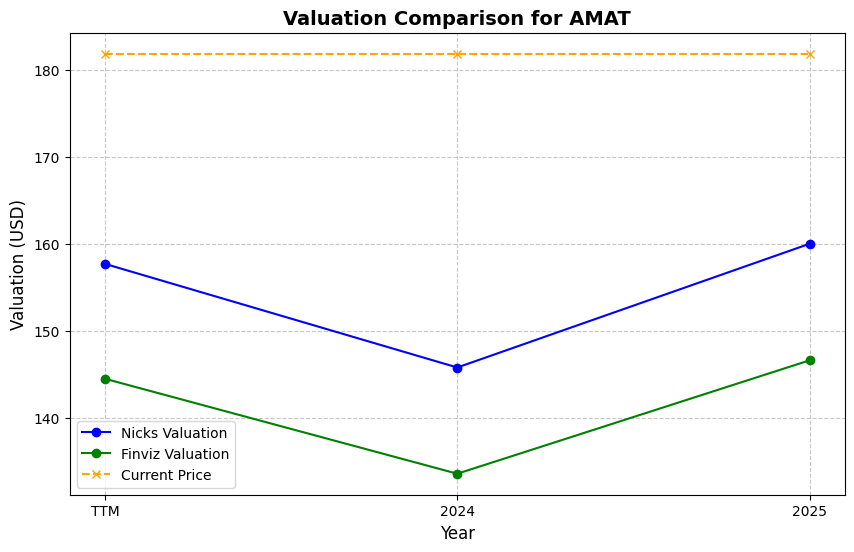 Valuation Comparison for AMAT
Valuation (USD)
180
170
160
150
140
Nicks Valuation
Finviz Valuation
Current Price
TTM
2024
2025
Year